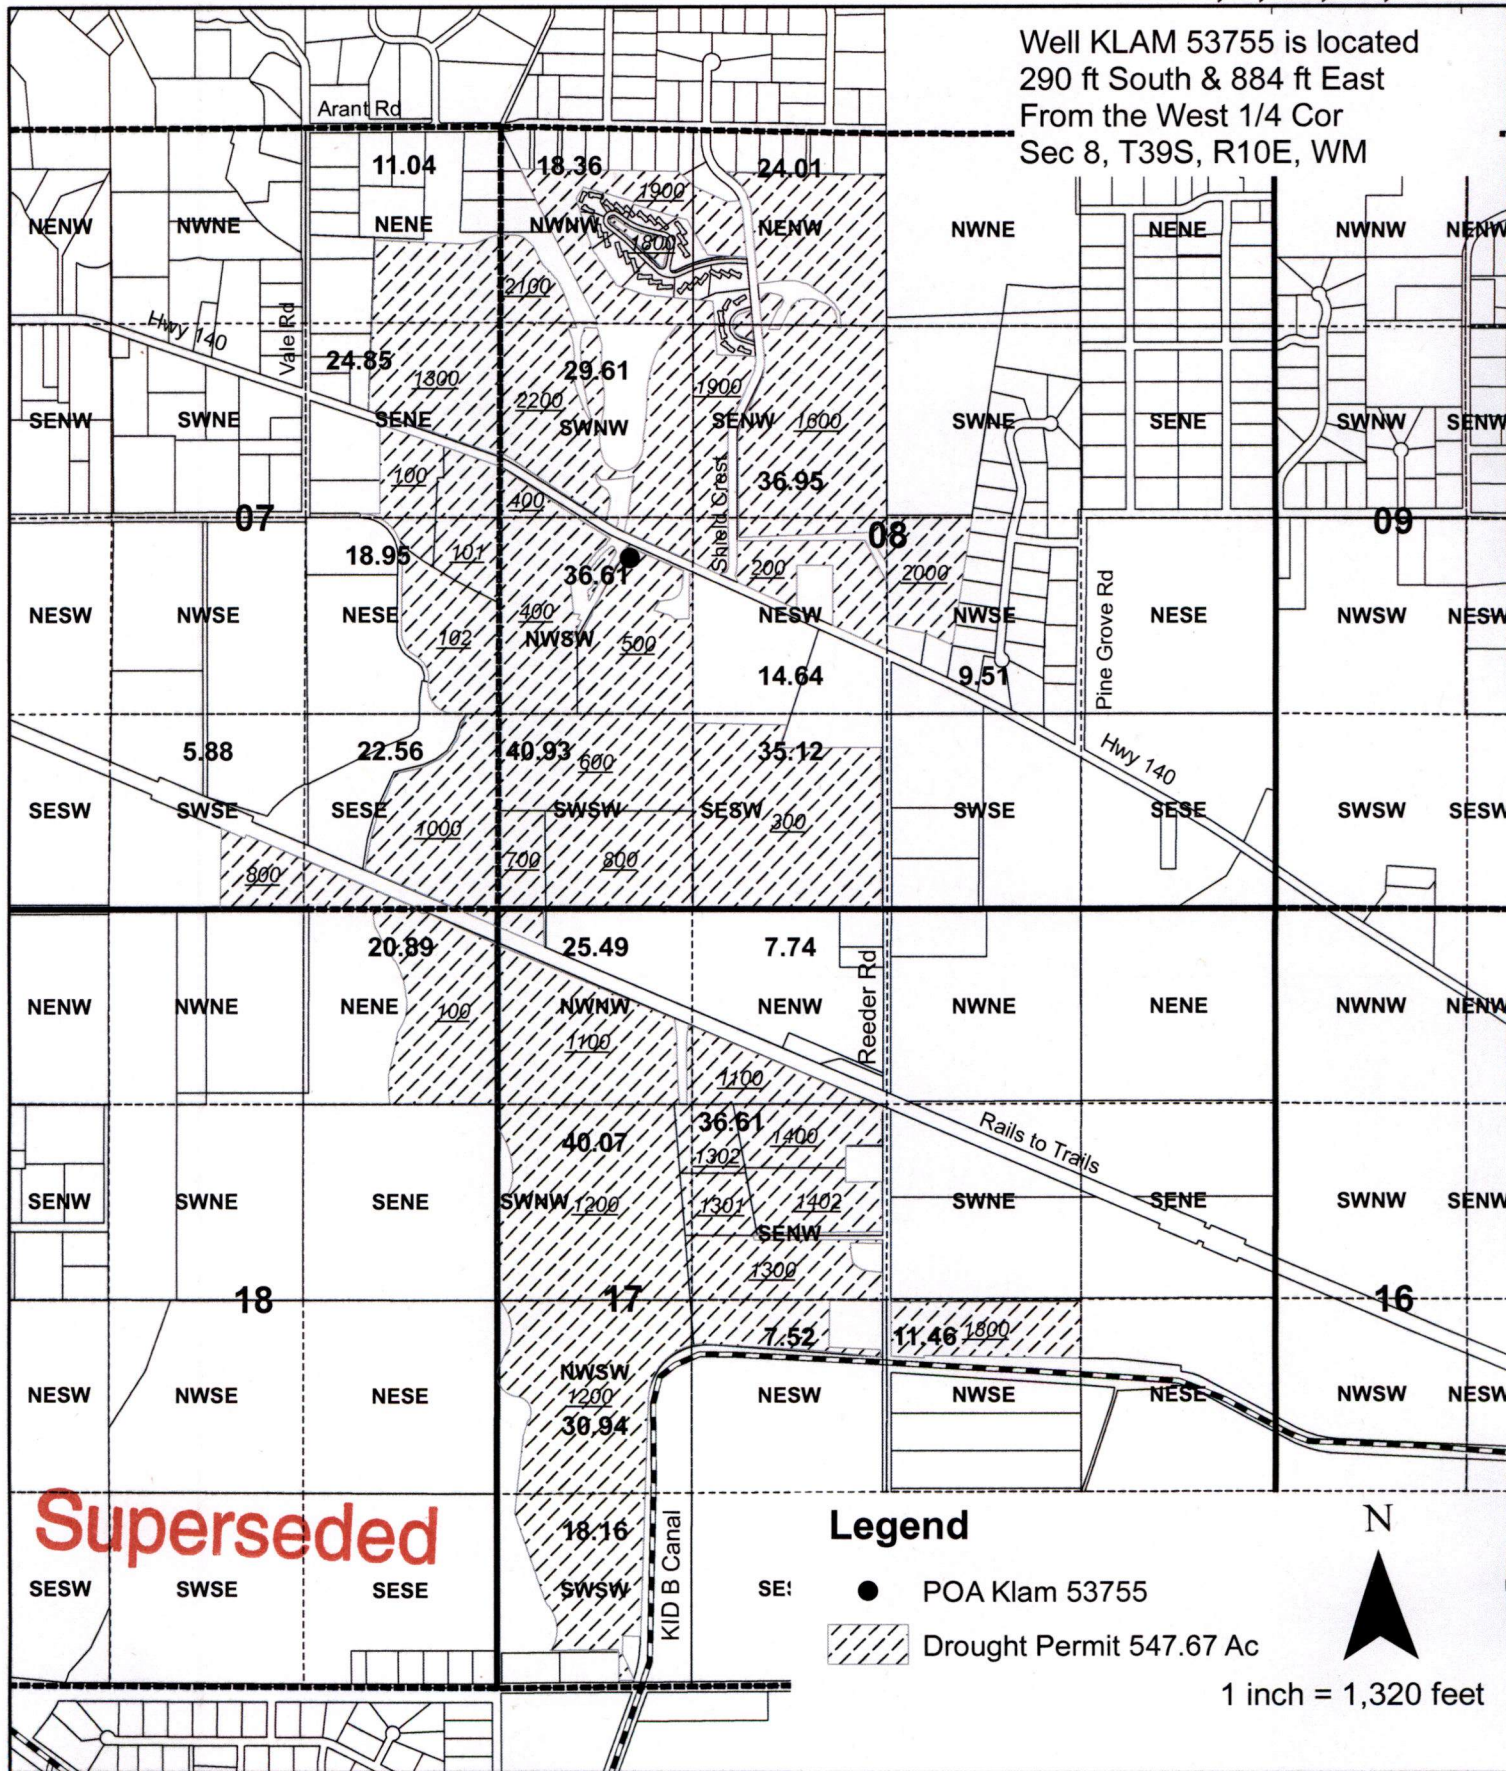 Well KLAM 53755 is located
290 ft South & 884 ft East
From the West 1/4 Cor
Sec 8, T39S, R10E, WM
Arant Rd
11.04 18.36 24.01
1900
NENW NWNE NENE NWNW NENW NWNE NENE NWNW NENW
1800
2100
Hwy 140
Vale Rd
24.85 29.61
1300 1900
2200
SENW SWNE SENE SWNW SENW 1600 SWNE SENE SWNW SENW
100 36.95
400
Shield Crest
07 08 09
18.95 101 36.61 200 2000
NESW NWSE NESE 400 NESW NWSE NESE NWSW NESW
102 NWSW 500
14.64 9.51
Pine Grove Rd
5.88 22.56 40.93 600 35.12
Hwy 140
SESW SWSE SESE SWSW SESW 300 SWSE SESE SWSW SESW
1000
800 700 800
20.89 25.49 7.74
Reeder Rd
NENW NWNE NENE 100 NWNW NENW NWNE NENE NWNW NENW
1100
1100
36.61
40.07 1400
Rails to Trails
1302
SENW SWNE SENE SWNW 1200 1301 1402 SWNE SENE SWNW SENW
SENW
1300
18 17 16
7.52 11.46 1800
NWSW
NESW NWSE NESE 1200 NESW NWSE NESE NWSW NESW
30.94
Superseded
18.16
KID B Canal
SESW SWSE SESE SWSW SES
Legend
POA Klam 53755
Drought Permit 547.67 Ac
N
1 inch = 1,320 feet